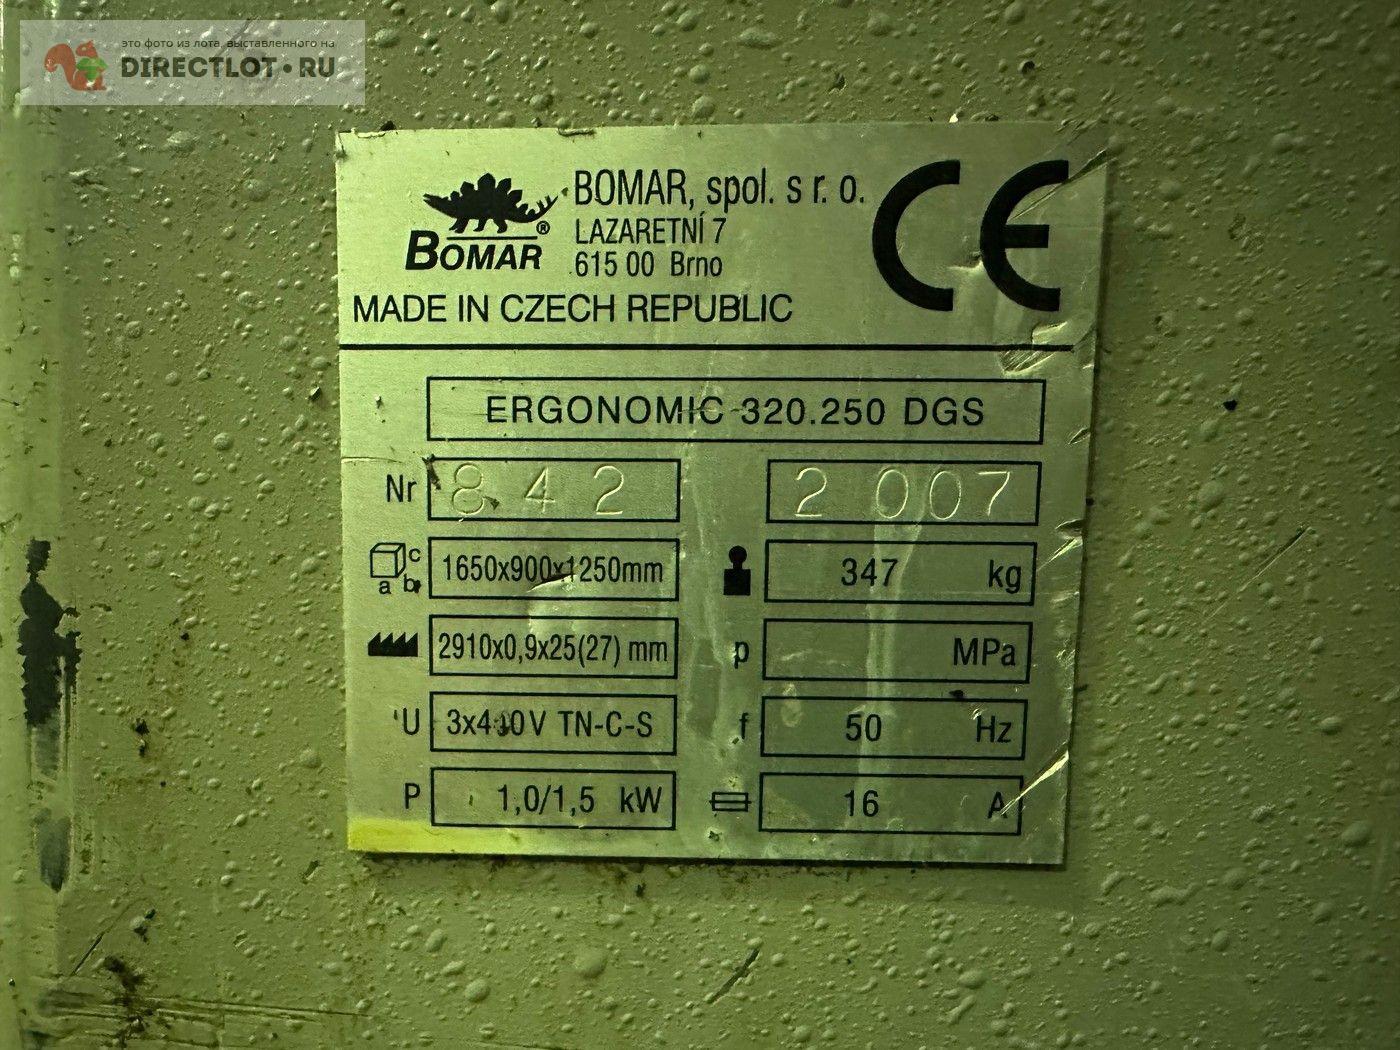 это фото из лота, выставленного на
DIRECTLOT•RU
BOMAR®
BOMAR, spol. s r. o.
LAZARETNÍ 7
615 00 Brno
CE
MADE IN CZECH REPUBLIC
ERGONOMIC 320.250 DGS
Nr 842 2 007
a b c 1650x900x1250mm 347 kg
2910x0,9x25(27) mm p MPa
U TN-C-S f 50 Hz
P 1,0/1,5 kW 16 A